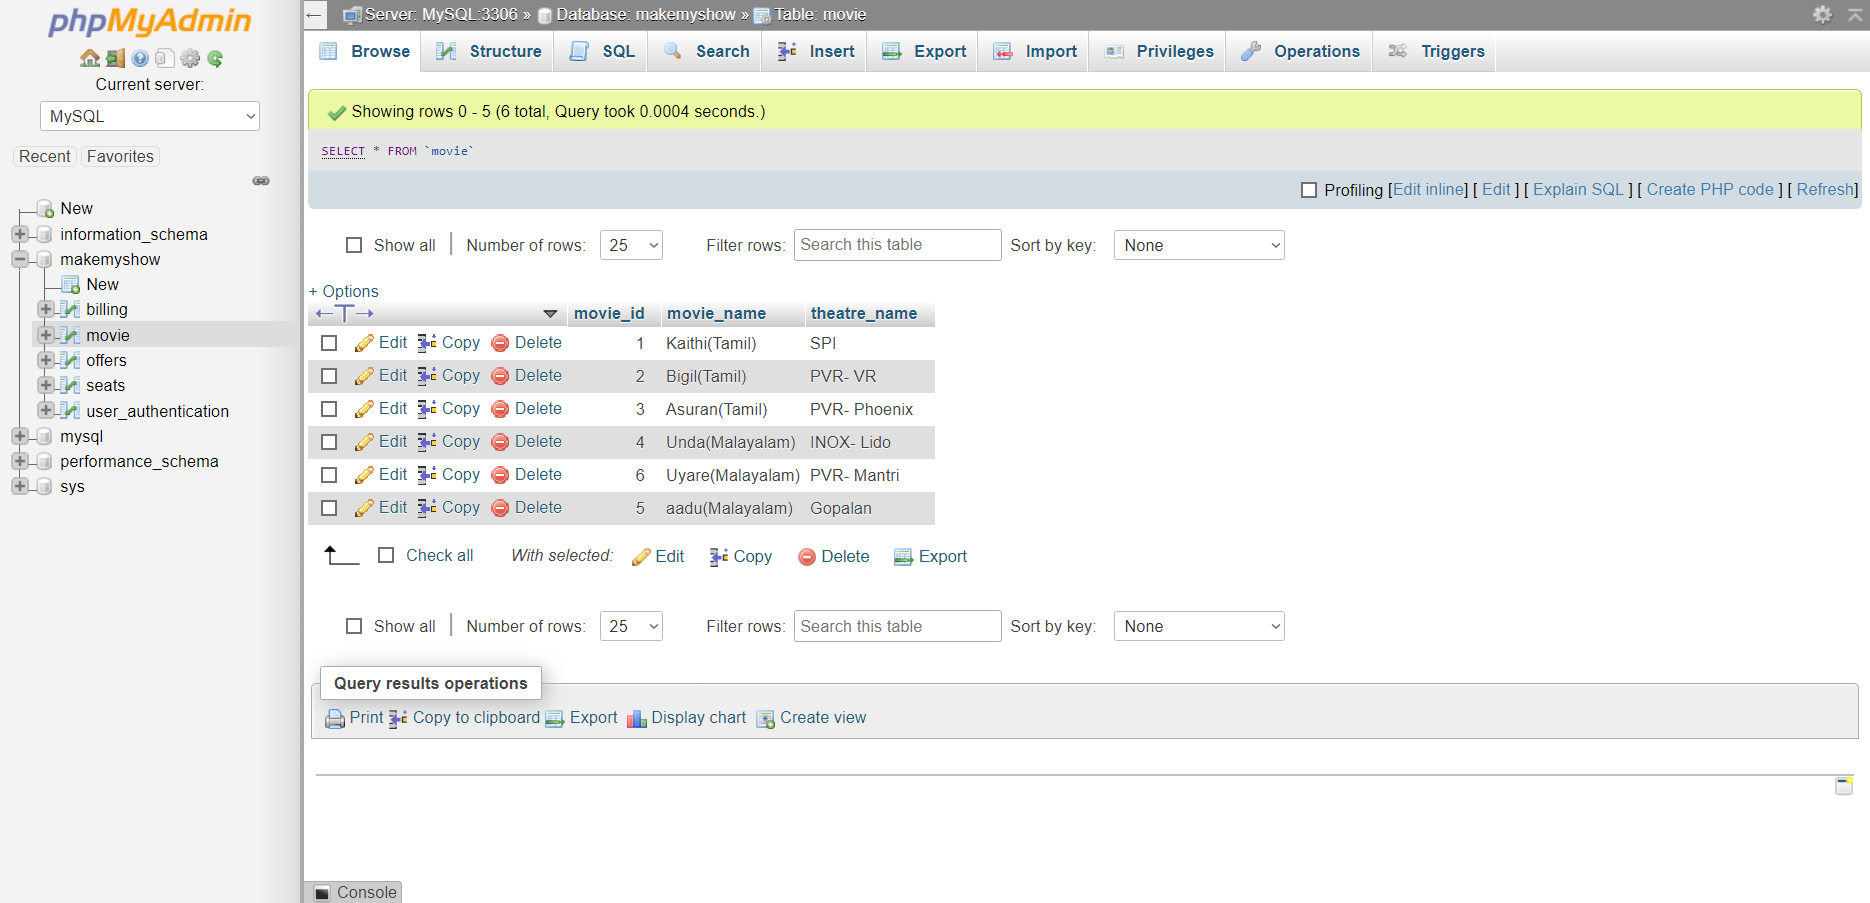 phpMyAdmin
Current server:
MySQL
Recent Favorites
New
information_schema
makemyshow
New
billing
movie
offers
seats
user_authentication
mysql
performance_schema
sys
Server: MySQL:3306 » Database: makemyshow » Table: movie
Browse Structure SQL Search Insert Export Import Privileges Operations Triggers
Showing rows 0 - 5 (6 total, Query took 0.0004 seconds.)
SELECT * FROM `movie`
Profiling [Edit inline] [ Edit ] [ Explain SQL ] [ Create PHP code ] [ Refresh]
Show all | Number of rows: 25 Filter rows: Search this table Sort by key: None
+ Options
←T→ movie_id movie_name theatre_name
Edit Copy Delete 1 Kaithi(Tamil) SPI
Edit Copy Delete 2 Bigil(Tamil) PVR- VR
Edit Copy Delete 3 Asuran(Tamil) PVR- Phoenix
Edit Copy Delete 4 Unda(Malayalam) INOX- Lido
Edit Copy Delete 6 Uyare(Malayalam) PVR- Mantri
Edit Copy Delete 5 aadu(Malayalam) Gopalan
Check all With selected: Edit Copy Delete Export
Show all | Number of rows: 25 Filter rows: Search this table Sort by key: None
Query results operations
Print Copy to clipboard Export Display chart Create view
Console